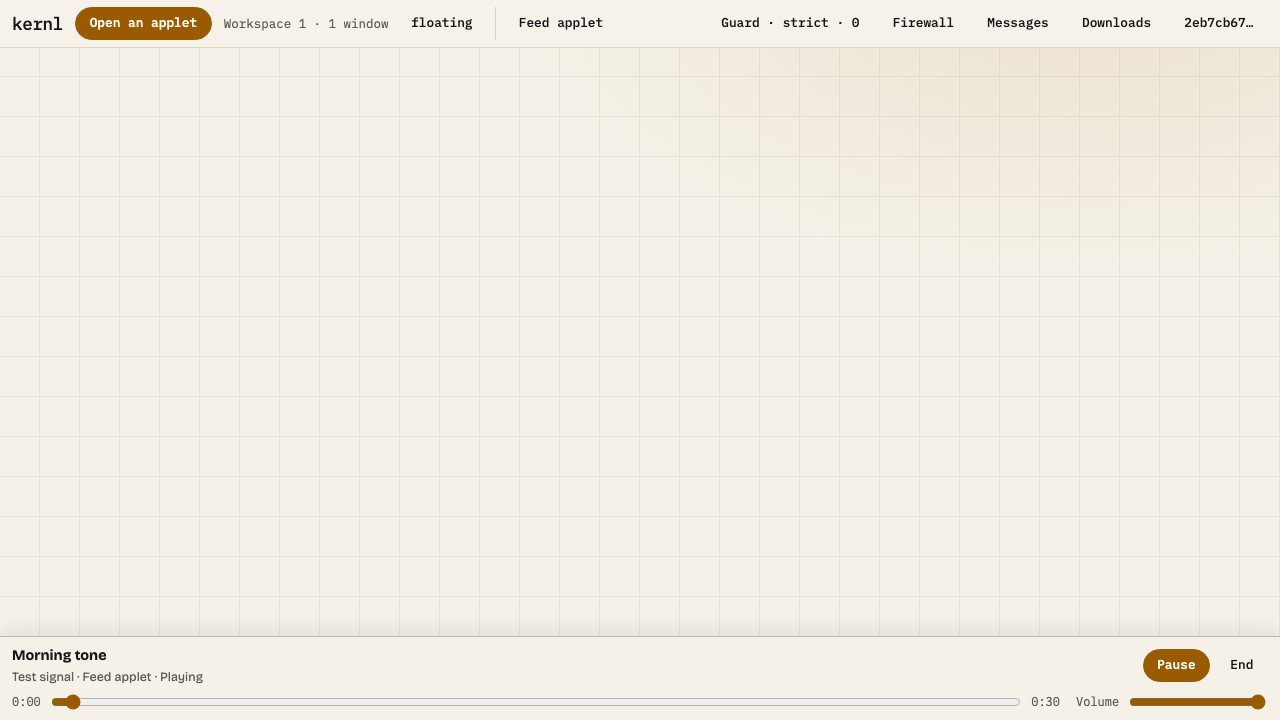 kernl Open an applet Workspace 1 · 1 window floating Feed applet Guard · strict · 0 Firewall Messages Downloads 2eb7cb67…
Morning tone
Test signal · Feed applet · Playing
Pause End
0:00 0:30 Volume